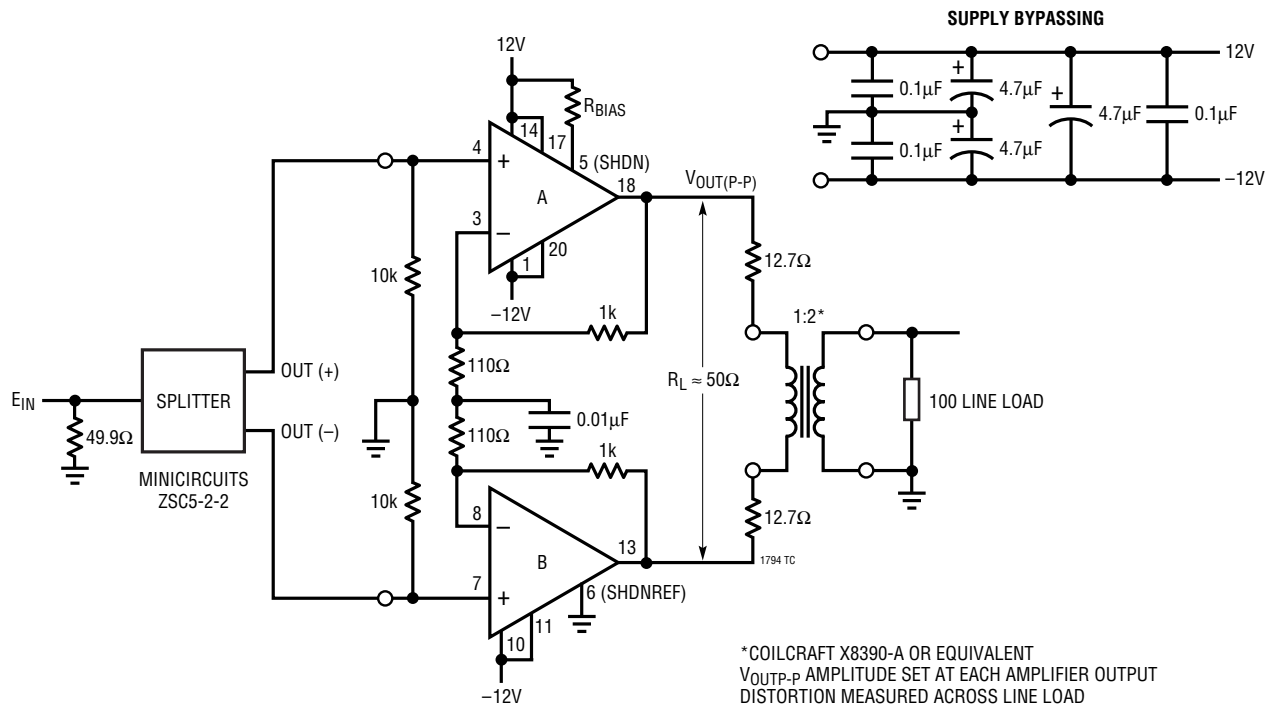 SUPPLY BYPASSING
12V
0.1µF
+
4.7µF
+
4.7µF
0.1µF
0.1µF
+
4.7µF
–12V
12V
RBIAS
14
17
5 (SHDN)
4
+
A
18
VOUT(P-P)
3
–
1
20
–12V
12.7Ω
10k
1k
1:2*
110Ω
RL ≈ 50Ω
OUT (+)
EIN
SPLITTER
100 LINE LOAD
49.9Ω
OUT (–)
0.01µF
110Ω
1k
MINICIRCUITS
ZSC5-2-2
10k
8
–
B
13
12.7Ω
1794 TC
7
+
6 (SHDNREF)
10
11
–12V
*COILCRAFT X8390-A OR EQUIVALENT
VOUTP-P AMPLITUDE SET AT EACH AMPLIFIER OUTPUT
DISTORTION MEASURED ACROSS LINE LOAD